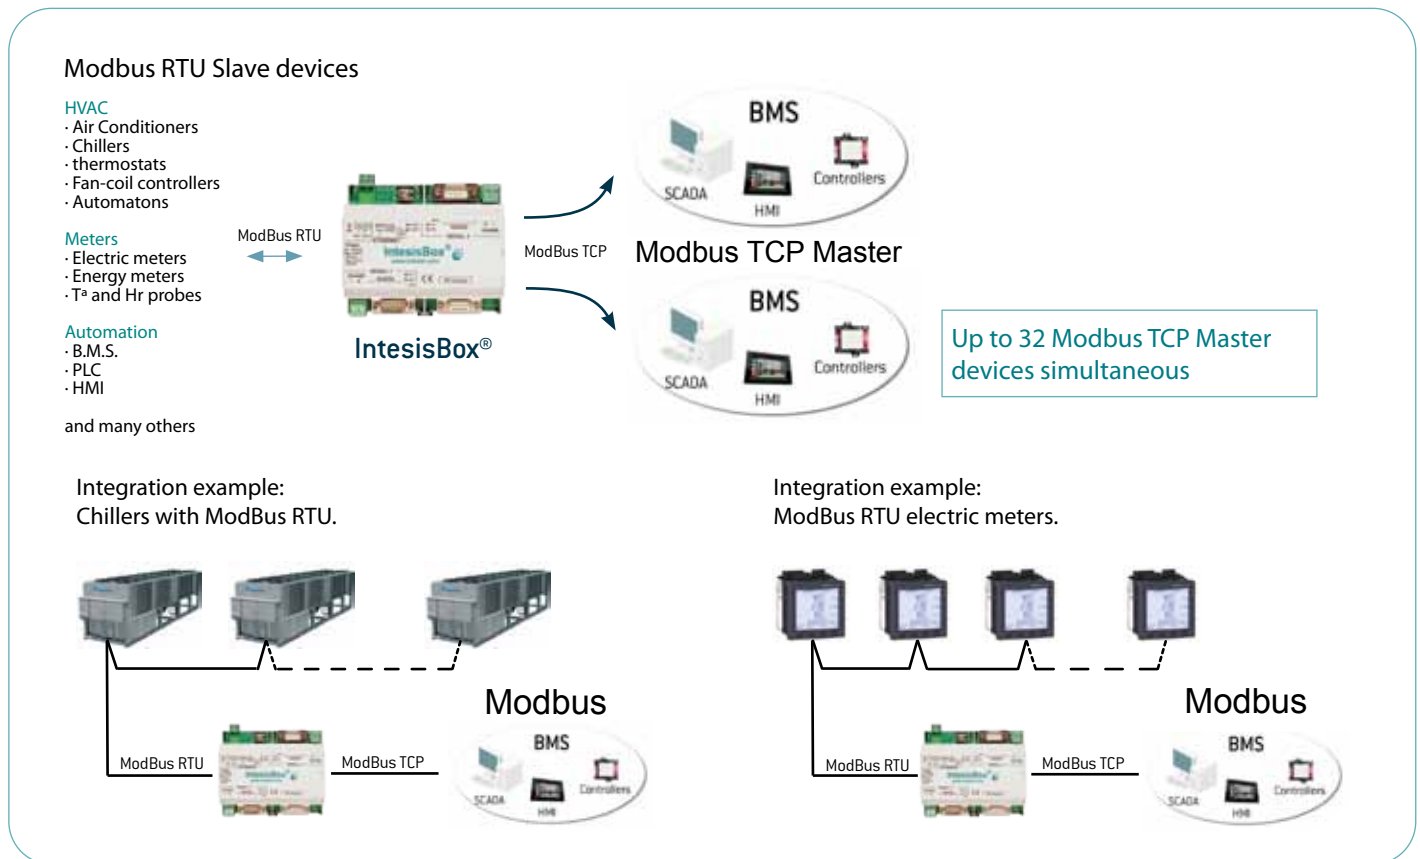 Modbus RTU Slave devices
HVAC
· Air Conditioners
· Chillers
· thermostats
· Fan-coil controllers
· Automatons
Meters
· Electric meters
· Energy meters
· Tª and Hr probes
Automation
· B.M.S.
· PLC
· HMI
and many others
ModBus RTU
IntesisBox®
IntesisBox®
ModBus TCP
BMS
SCADA
HMI
Controllers
Modbus TCP Master
BMS
SCADA
HMI
Controllers
Up to 32 Modbus TCP Master
devices simultaneous
Integration example:
Chillers with ModBus RTU.
ModBus RTU
IntesisBox
ModBus TCP
Modbus
BMS
SCADA
HMI
Controllers
Integration example:
ModBus RTU electric meters.
ModBus RTU
IntesisBox
ModBus TCP
Modbus
BMS
SCADA
HMI
Controllers